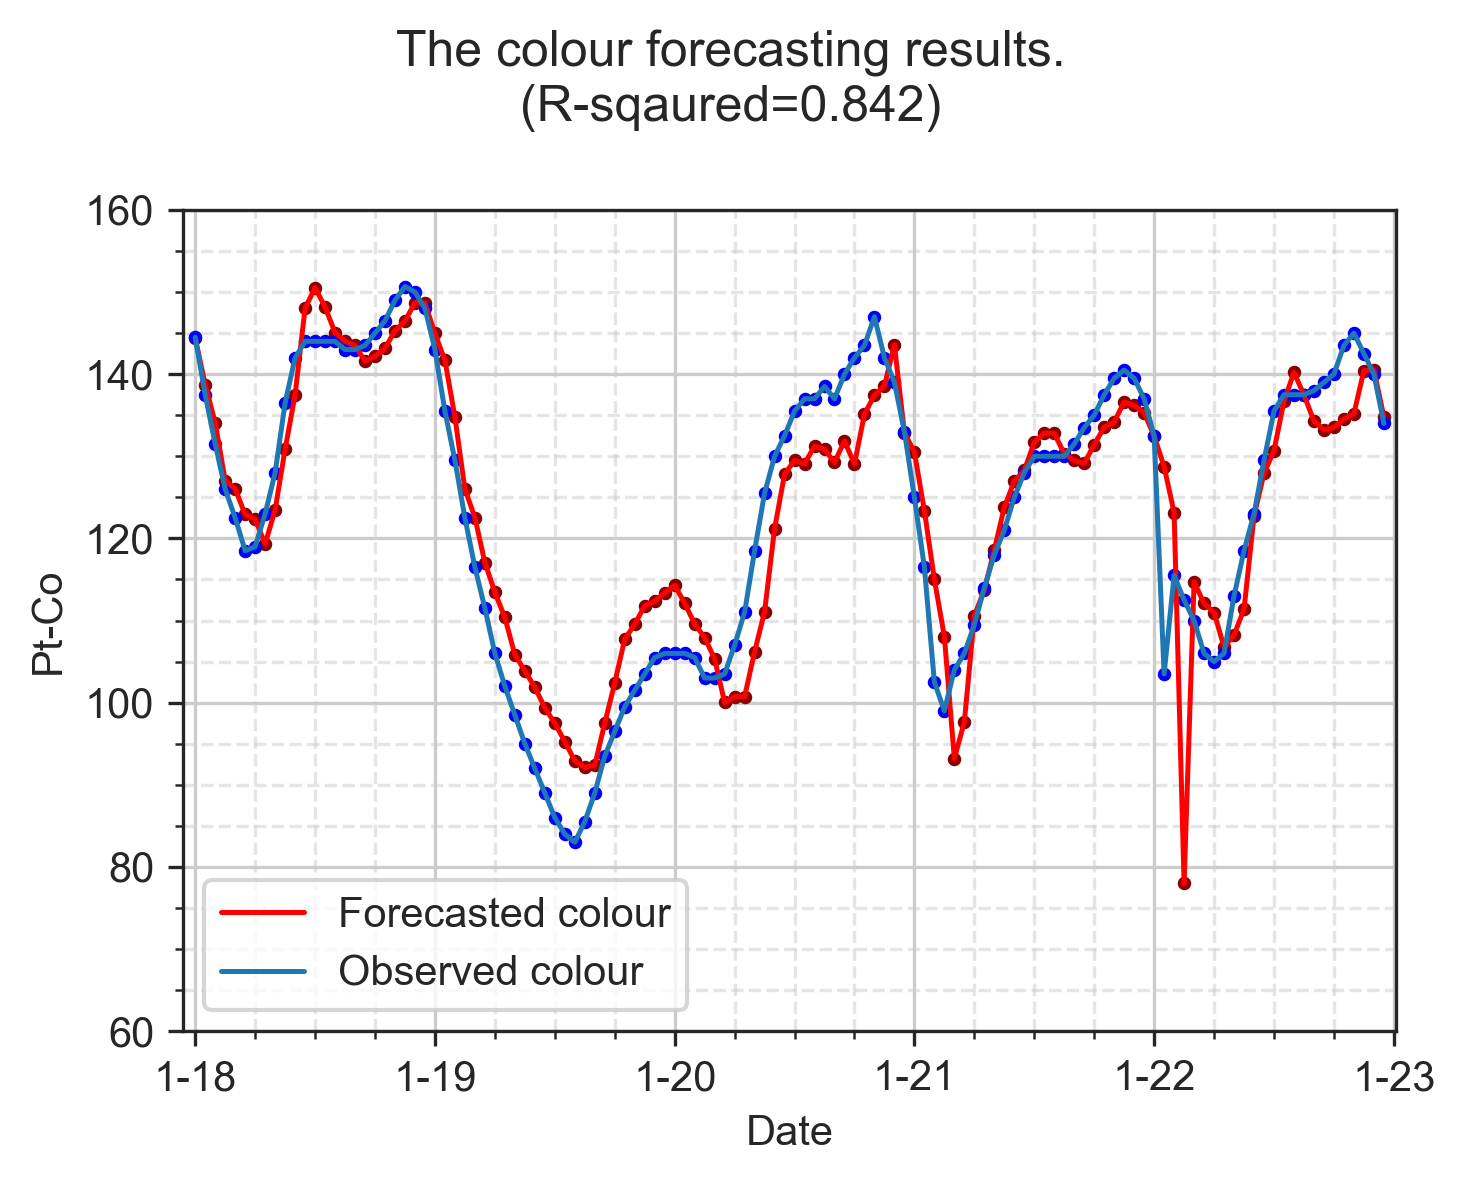 The colour forecasting results.
(R-sqaured=0.842)
160
140
120
100
80
60
Pt-Co
Forecasted colour
Observed colour
1-18 1-19 1-20 1-21 1-22 1-23
Date